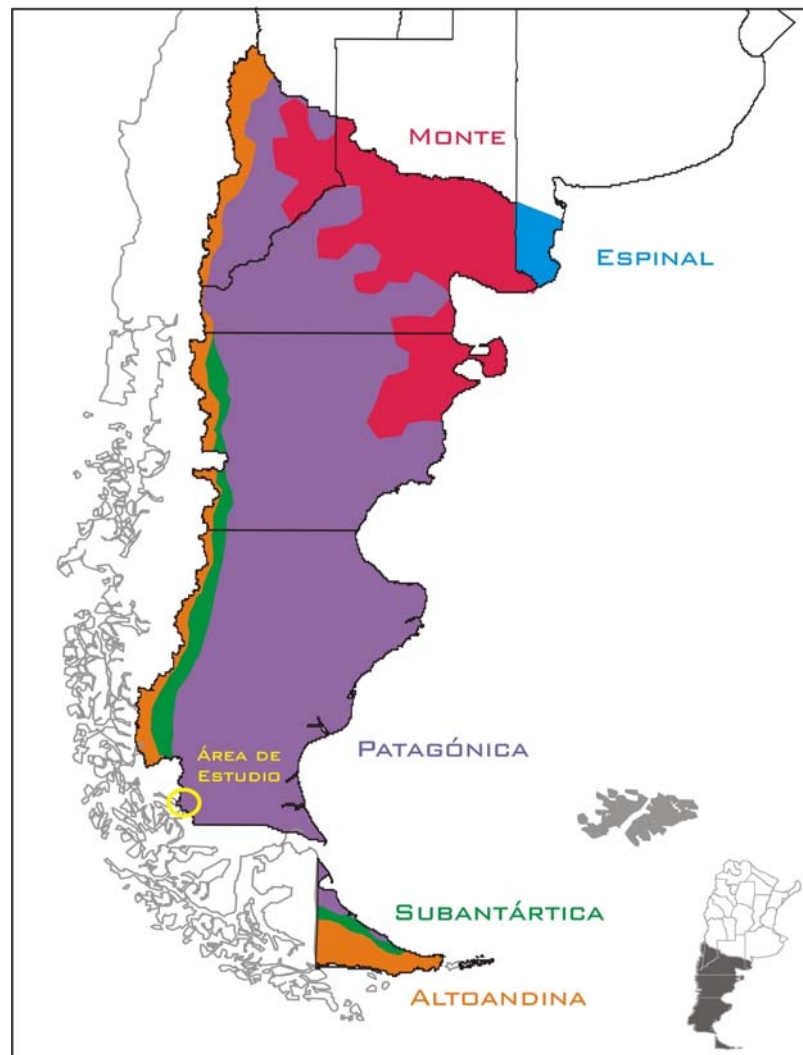 MONTE
ESPINAL
ÁREA DE
ESTUDIO
PATAGÓNICA
SUBANTÁRTICA
ALTOANDINA